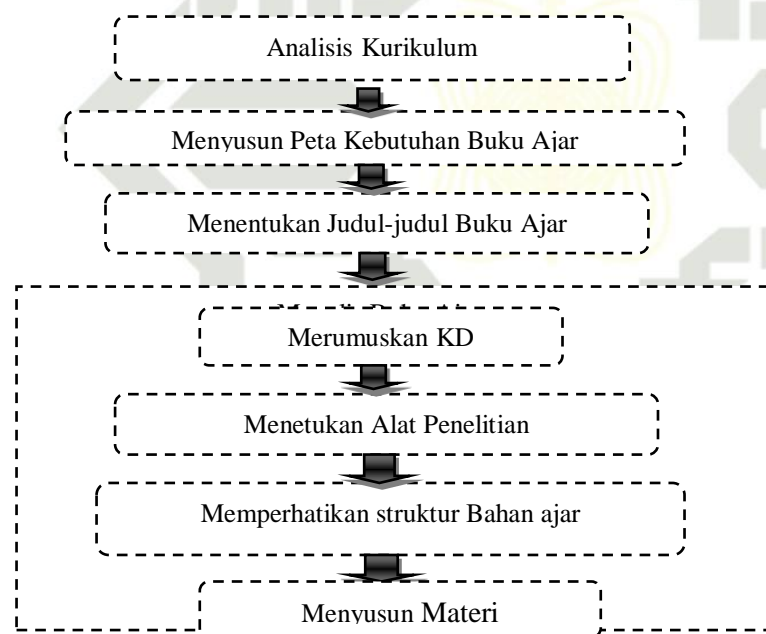 Analisis Kurikulum
Menyusun Peta Kebutuhan Buku Ajar
Menentukan Judul-judul Buku Ajar
Merumuskan KD
Menetukan Alat Penelitian
Memperhatikan struktur Bahan ajar
Menyusun Materi